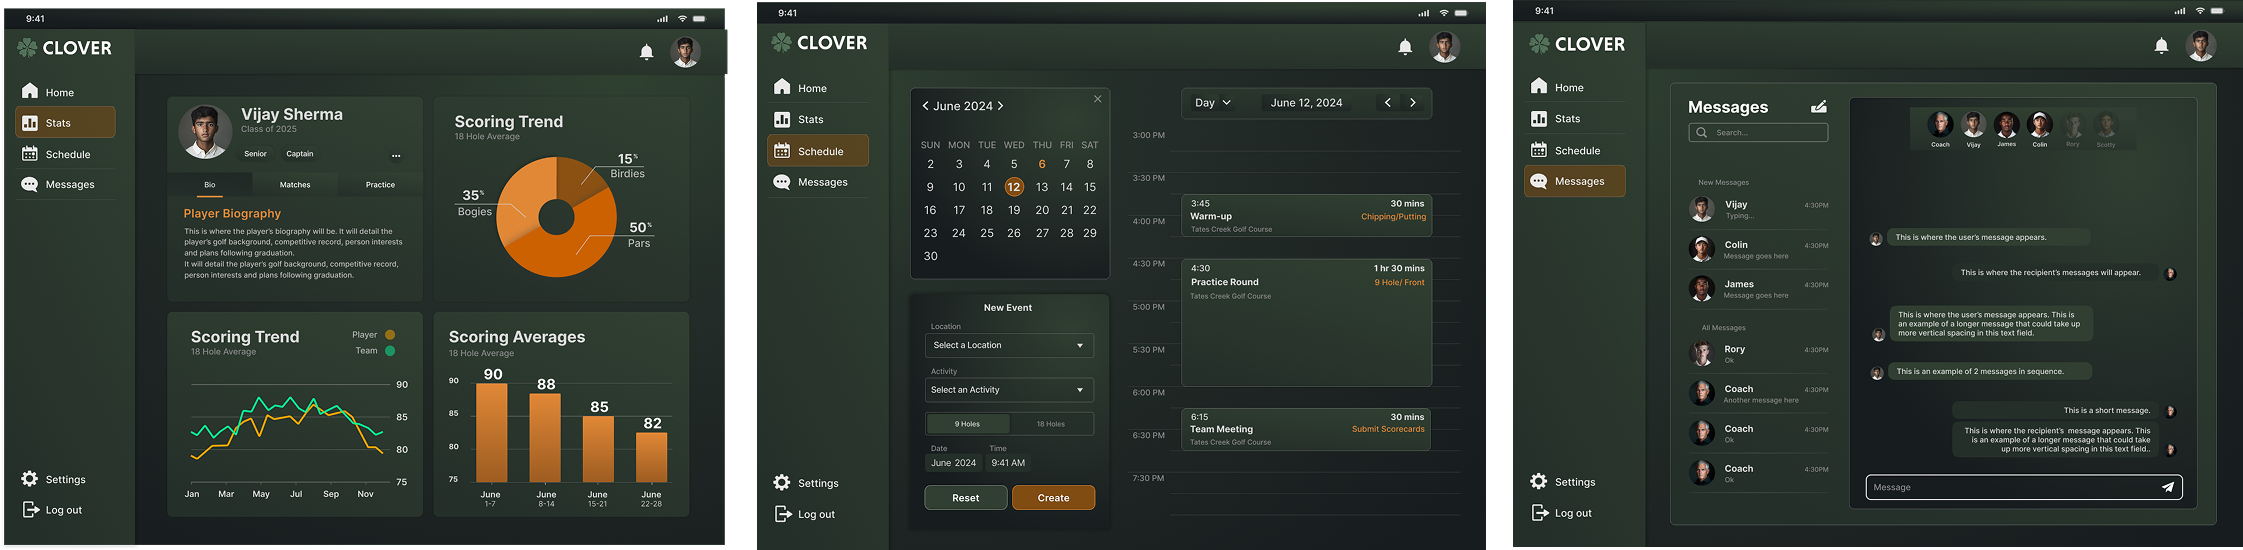 9:41
CLOVER
Home
Stats
Schedule
Messages
Settings
Log out
Vijay Sherma
Class of 2025
Senior Captain
...
Bio Matches Practice
Player Biography
This is where the player's biography will be. It will detail the
player's golf background, competitive record, person interests
and plans following graduation.
It will detail the player's golf background, competitive record,
person interests and plans following graduation.
Scoring Trend
18 Hole Average
15%
Birdies
35%
Bogies
50%
Pars
Scoring Trend
18 Hole Average
Player
Team
90
85
80
75
Jan Mar May Jul Sep Nov
Scoring Averages
18 Hole Average
90
85
80
75
90
88
85
82
June June June June
1-7 8-14 15-21 22-28
9:41
CLOVER
Home
Stats
Schedule
Messages
Settings
Log out
June 2024
SUN MON TUE WED THU FRI SAT
2 3 4 5 6 7 8
9 10 11 12 13 14 15
16 17 18 19 20 21 22
23 24 25 26 27 28 29
30
New Event
Location
Select a Location
Activity
Select an Activity
9 Holes 18 Holes
Date Time
June 2024 9:41 AM
Reset Create
Day June 12, 2024
3:00 PM
3:30 PM
3:45 30 mins
Warm-up Chipping/Putting
Tates Creek Golf Course
4:00 PM
4:30 PM
4:30 1 hr 30 mins
Practice Round 9 Hole/ Front
Tates Creek Golf Course
5:00 PM
5:30 PM
6:00 PM
6:15 30 mins
Team Meeting Submit Scorecards
Tates Creek Golf Course
6:30 PM
7:30 PM
9:41
CLOVER
Home
Stats
Schedule
Messages
Settings
Log out
Messages
Search...
New Messages
Vijay 4:30PM
Typing...
Colin 4:30PM
Message goes here
James 4:30PM
Message goes here
All Messages
Rory 4:30PM
Ok
Coach 4:30PM
Another message here
Coach 4:30PM
Ok
Coach 4:30PM
Ok
Coach Vijay James Colin Rory Scotty
This is where the user's message appears.
This is where the recipient's messages will appear.
This is where the user's message appears. This is
an example of a longer message that could take up
more vertical spacing in this text field.
This is an example of 2 messages in sequence.
This is a short message.
This is where the recipient's message appears. This
is an example of a longer message that could take
up more vertical spacing in this text field..
Message